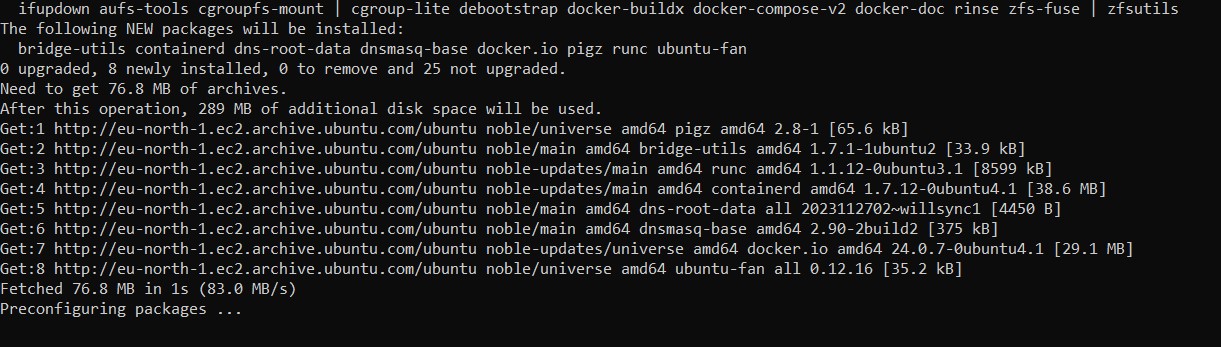 ifupdown aufs-tools cgroupfs-mount | cgroup-lite debootstrap docker-buildx docker-compose-v2 docker-doc rinse zfs-fuse | zfsutils
The following NEW packages will be installed:
bridge-utils containerd dns-root-data dnsmasq-base docker.io pigz runc ubuntu-fan
0 upgraded, 8 newly installed, 0 to remove and 25 not upgraded.
Need to get 76.8 MB of archives.
After this operation, 289 MB of additional disk space will be used.
Get:1 http://eu-north-1.ec2.archive.ubuntu.com/ubuntu noble/universe amd64 pigz amd64 2.8-1 [65.6 kB]
Get:2 http://eu-north-1.ec2.archive.ubuntu.com/ubuntu noble/main amd64 bridge-utils amd64 1.7.1-1ubuntu2 [33.9 kB]
Get:3 http://eu-north-1.ec2.archive.ubuntu.com/ubuntu noble-updates/main amd64 runc amd64 1.1.12-0ubuntu3.1 [8599 kB]
Get:4 http://eu-north-1.ec2.archive.ubuntu.com/ubuntu noble-updates/main amd64 containerd amd64 1.7.12-0ubuntu4.1 [38.6 MB]
Get:5 http://eu-north-1.ec2.archive.ubuntu.com/ubuntu noble/main amd64 dns-root-data all 2023112702~willsync1 [4450 B]
Get:6 http://eu-north-1.ec2.archive.ubuntu.com/ubuntu noble/main amd64 dnsmasq-base amd64 2.90-2build2 [375 kB]
Get:7 http://eu-north-1.ec2.archive.ubuntu.com/ubuntu noble-updates/universe amd64 docker.io amd64 24.0.7-0ubuntu4.1 [29.1 MB]
Get:8 http://eu-north-1.ec2.archive.ubuntu.com/ubuntu noble/universe amd64 ubuntu-fan all 0.12.16 [35.2 kB]
Fetched 76.8 MB in 1s (83.0 MB/s)
Preconfiguring packages ...